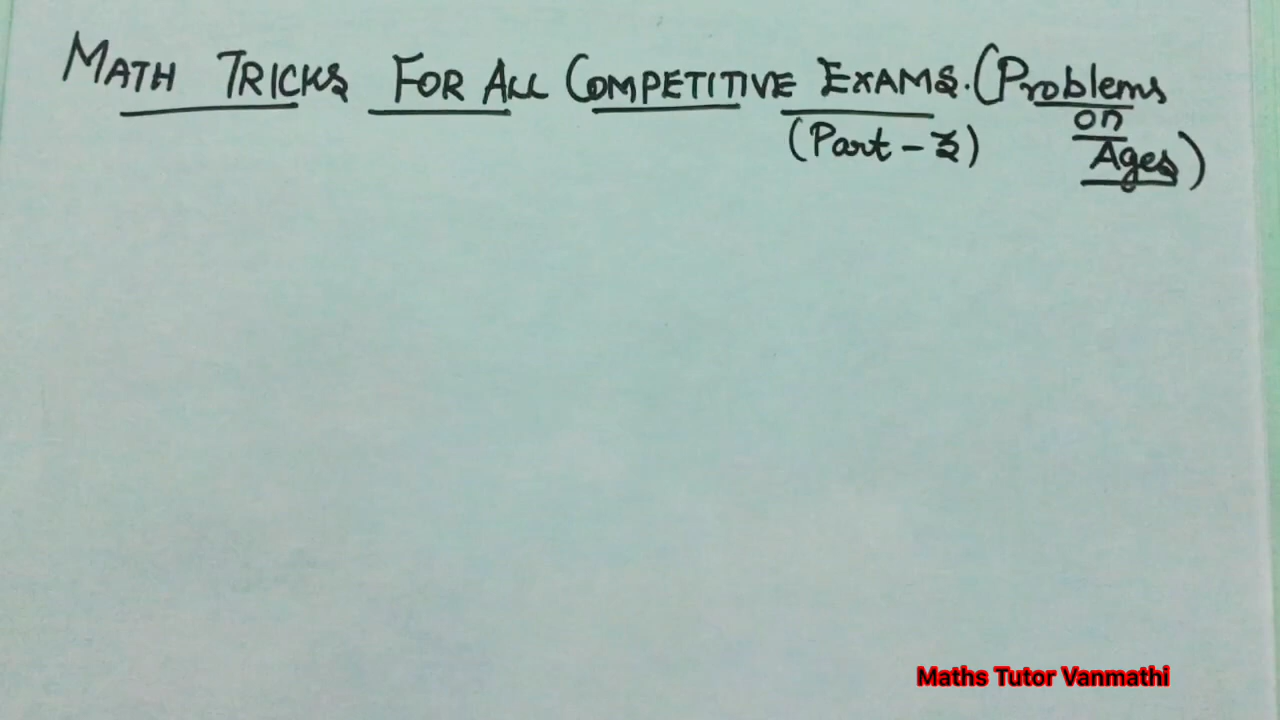 MATH TRICKS FOR ALL COMPETITIVE EXAMS. (Problems
on
(Part - 3) Ages)
Maths Tutor Vanmathi